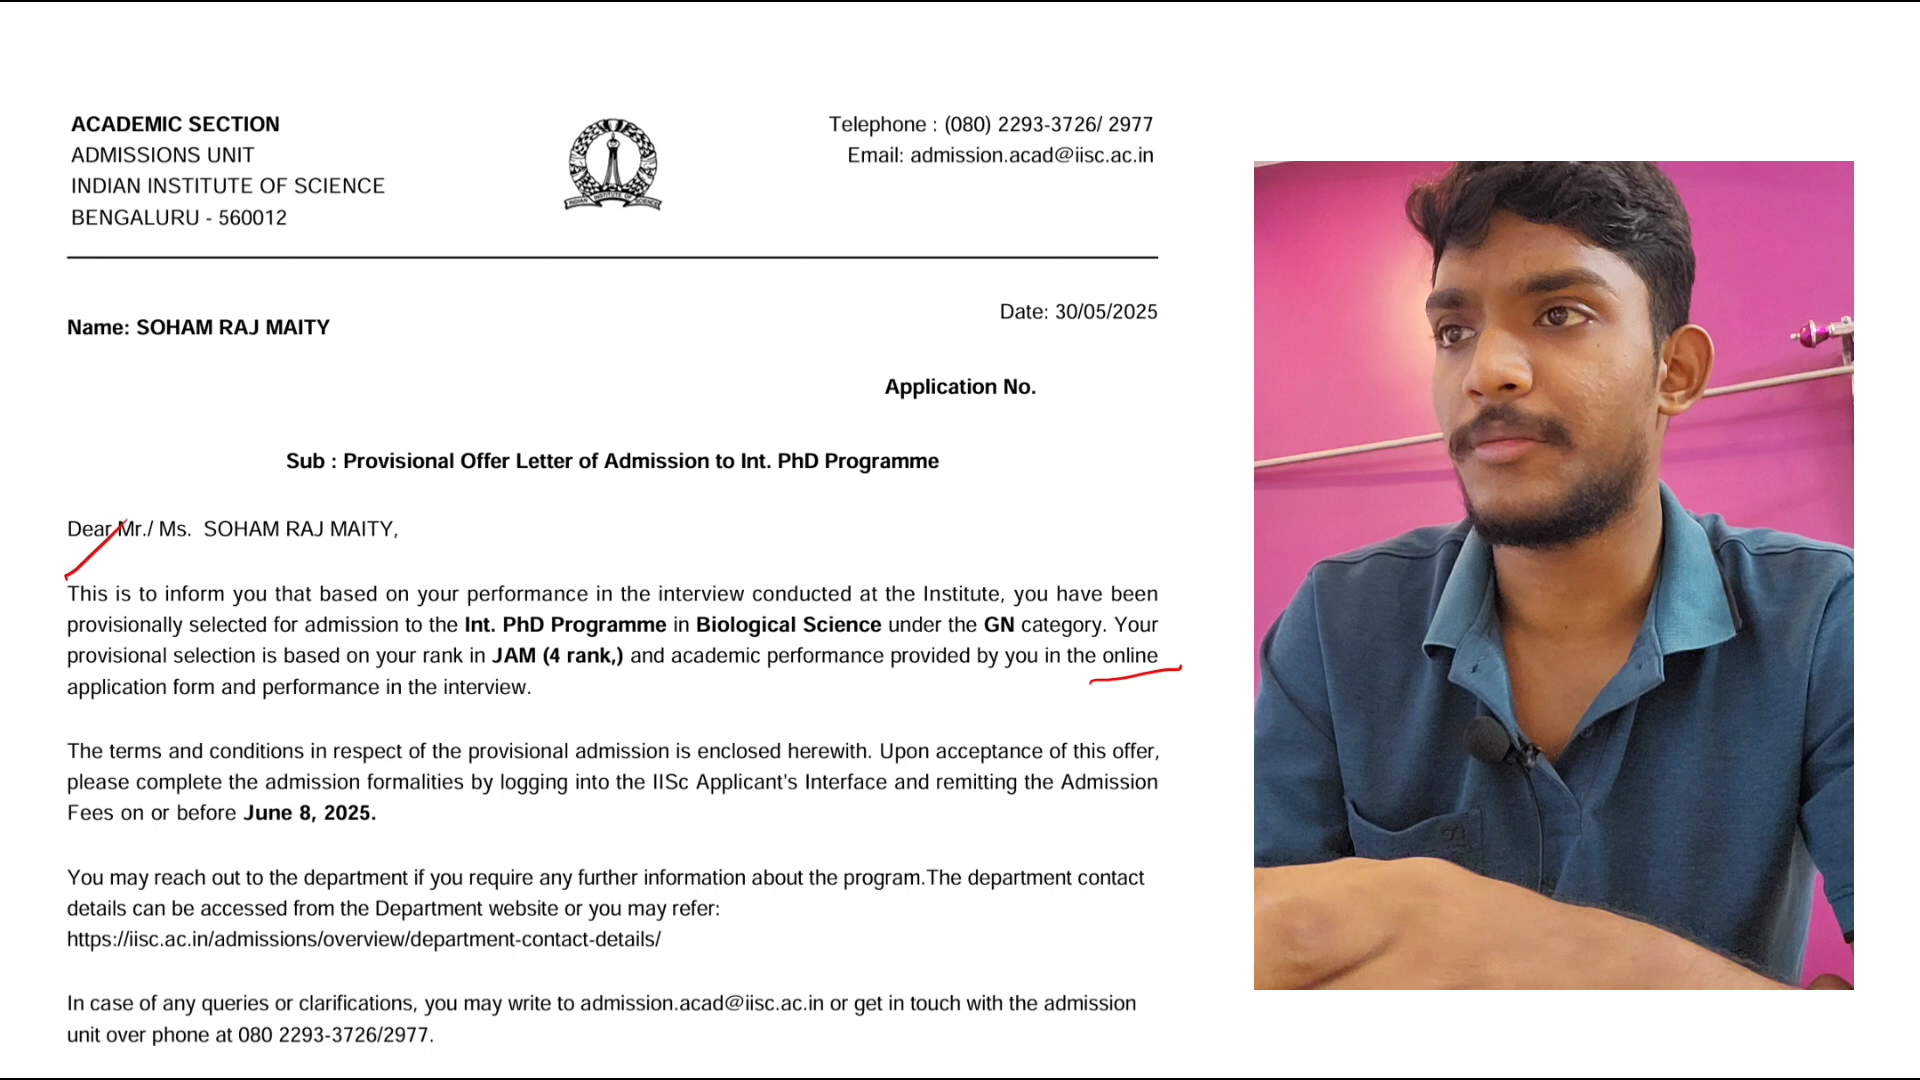 ACADEMIC SECTION
ADMISSIONS UNIT
INDIAN INSTITUTE OF SCIENCE
BENGALURU - 560012
INDIAN INSTITUTE OF SCIENCE
Telephone : (080) 2293-3726/ 2977
Email: admission.acad@iisc.ac.in
Date: 30/05/2025
Name: SOHAM RAJ MAITY
Application No.
Sub : Provisional Offer Letter of Admission to Int. PhD Programme
Dear Mr./ Ms. SOHAM RAJ MAITY,
This is to inform you that based on your performance in the interview conducted at the Institute, you have been
provisionally selected for admission to the Int. PhD Programme in Biological Science under the GN category. Your
provisional selection is based on your rank in JAM (4 rank,) and academic performance provided by you in the online
application form and performance in the interview.
The terms and conditions in respect of the provisional admission is enclosed herewith. Upon acceptance of this offer,
please complete the admission formalities by logging into the IISc Applicant's Interface and remitting the Admission
Fees on or before June 8, 2025.
You may reach out to the department if you require any further information about the program.The department contact
details can be accessed from the Department website or you may refer:
https://iisc.ac.in/admissions/overview/department-contact-details/
In case of any queries or clarifications, you may write to admission.acad@iisc.ac.in or get in touch with the admission
unit over phone at 080 2293-3726/2977.